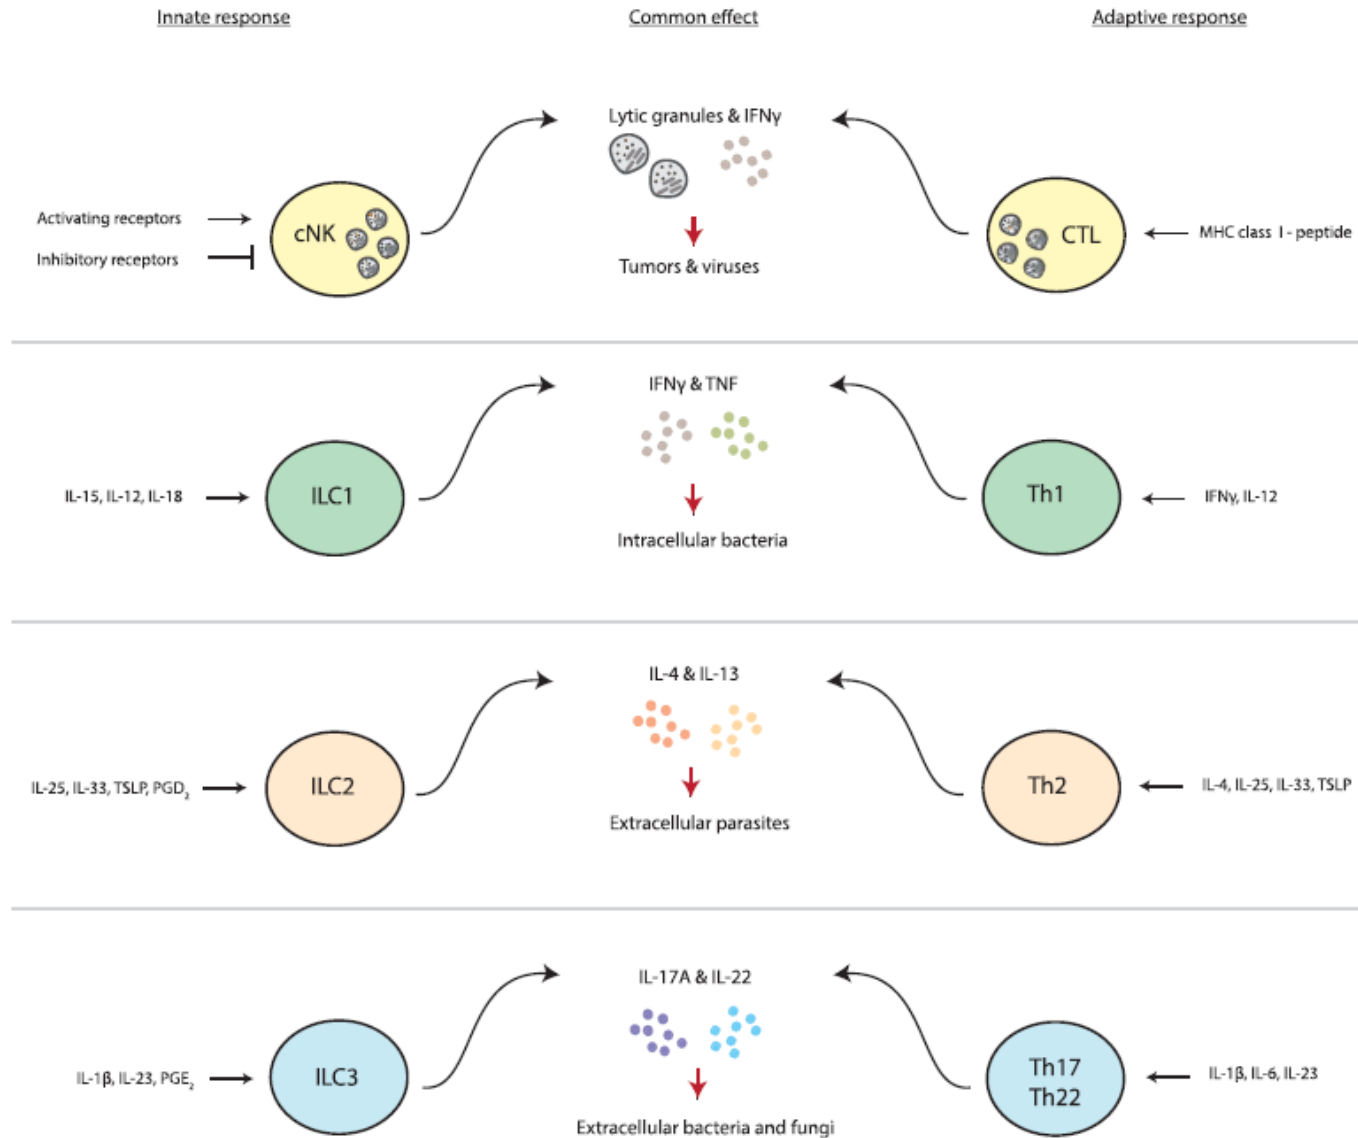 Innate response
Common effect
Adaptive response
Lytic granules & IFNγ
Activating receptors
Inhibitory receptors
cNK
CTL
MHC class I - peptide
Tumors & viruses
IFNγ & TNF
IL-15, IL-12, IL-18
ILC1
Th1
IFNγ, IL-12
Intracellular bacteria
IL-4 & IL-13
IL-25, IL-33, TSLP, PGD₂
ILC2
Th2
IL-4, IL-25, IL-33, TSLP
Extracellular parasites
IL-17A & IL-22
IL-1β, IL-23, PGE₂
ILC3
Th17
Th22
IL-1β, IL-6, IL-23
Extracellular bacteria and fungi